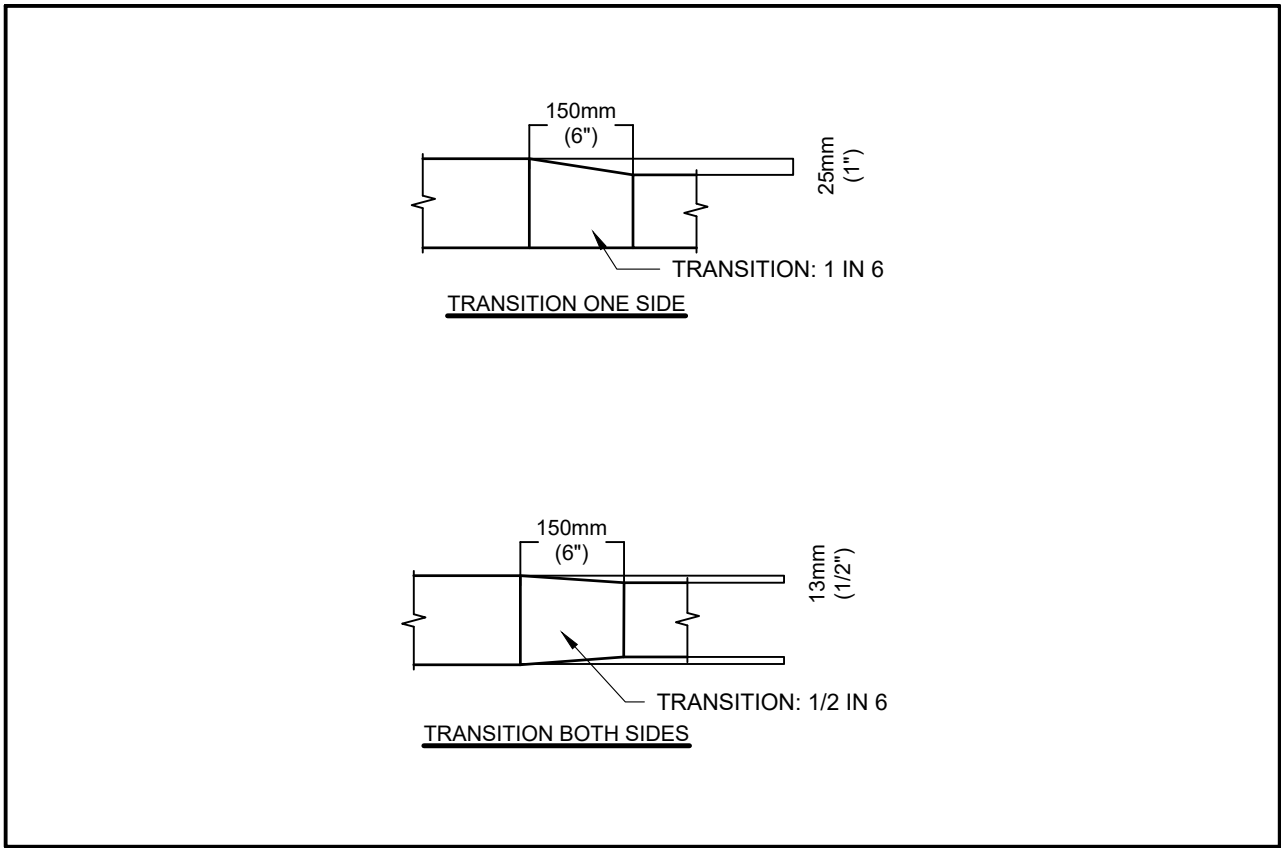 150mm
(6")
25mm
(1")
TRANSITION: 1 IN 6
TRANSITION ONE SIDE
150mm
(6")
13mm
(1/2")
TRANSITION: 1/2 IN 6
TRANSITION BOTH SIDES